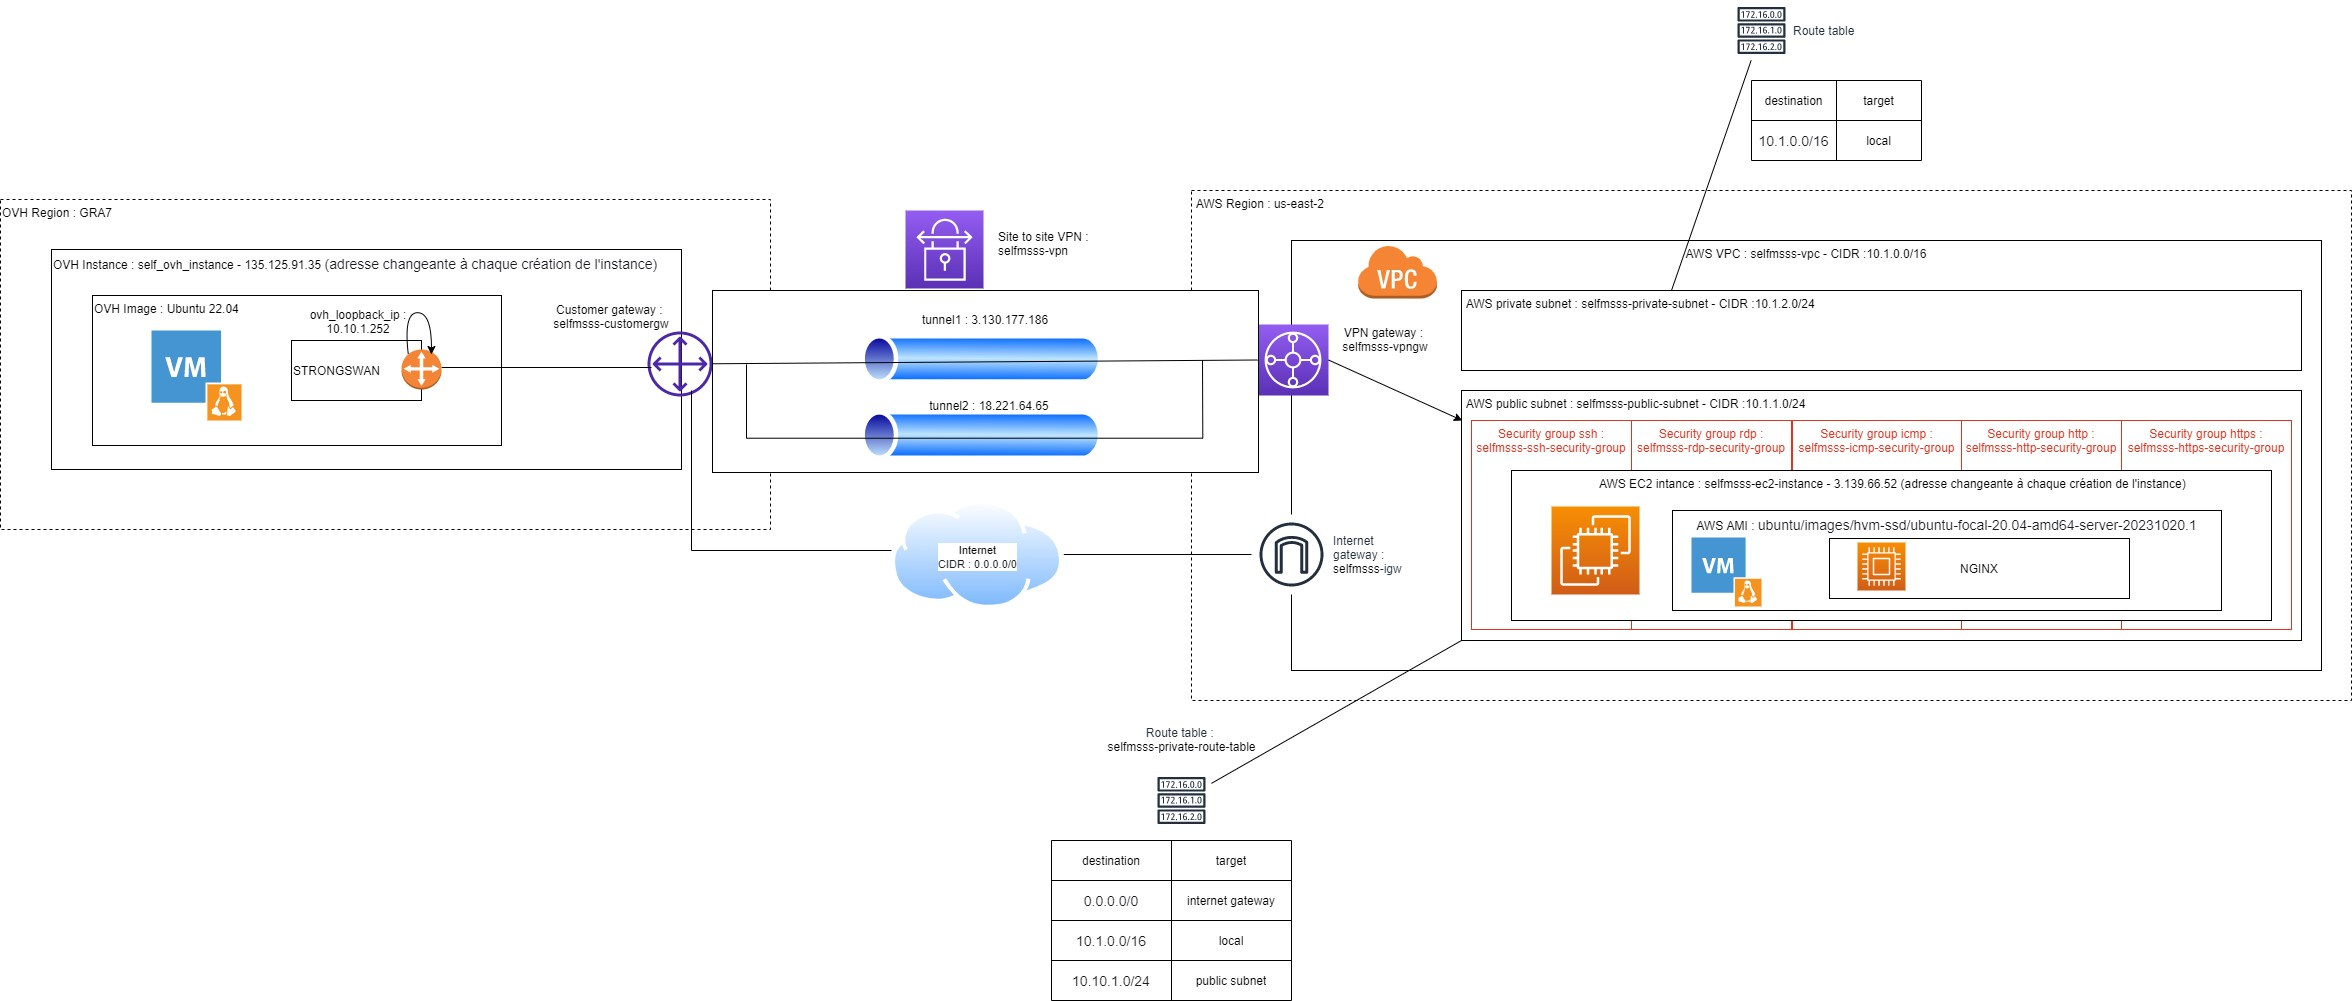 172.16.0.0
172.16.1.0
172.16.2.0
Route table
destination target
10.1.0.0/16 local
OVH Region : GRA7
OVH Instance : self_ovh_instance - 135.125.91.35 (adresse changeante à chaque création de l'instance)
OVH Image : Ubuntu 22.04
VM
ovh_loopback_ip :
10.10.1.252
STRONGSWAN
Customer gateway :
selfmsss-customergw
Site to site VPN :
selfmsss-vpn
tunnel1 : 3.130.177.186
tunnel2 : 18.221.64.65
Internet
CIDR : 0.0.0.0/0
AWS Region : us-east-2
VPC
AWS VPC : selfmsss-vpc - CIDR :10.1.0.0/16
VPN gateway :
selfmsss-vpngw
Internet
gateway :
selfmsss-igw
AWS private subnet : selfmsss-private-subnet - CIDR :10.1.2.0/24
AWS public subnet : selfmsss-public-subnet - CIDR :10.1.1.0/24
Security group ssh :
selfmsss-ssh-security-group
Security group rdp :
selfmsss-rdp-security-group
Security group icmp :
selfmsss-icmp-security-group
Security group http :
selfmsss-http-security-group
Security group https :
selfmsss-https-security-group
AWS EC2 intance : selfmsss-ec2-instance - 3.139.66.52 (adresse changeante à chaque création de l'instance)
AWS AMI : ubuntu/images/hvm-ssd/ubuntu-focal-20.04-amd64-server-20231020.1
VM
NGINX
Route table :
selfmsss-private-route-table
172.16.0.0
172.16.1.0
172.16.2.0
destination target
0.0.0.0/0 internet gateway
10.1.0.0/16 local
10.10.1.0/24 public subnet